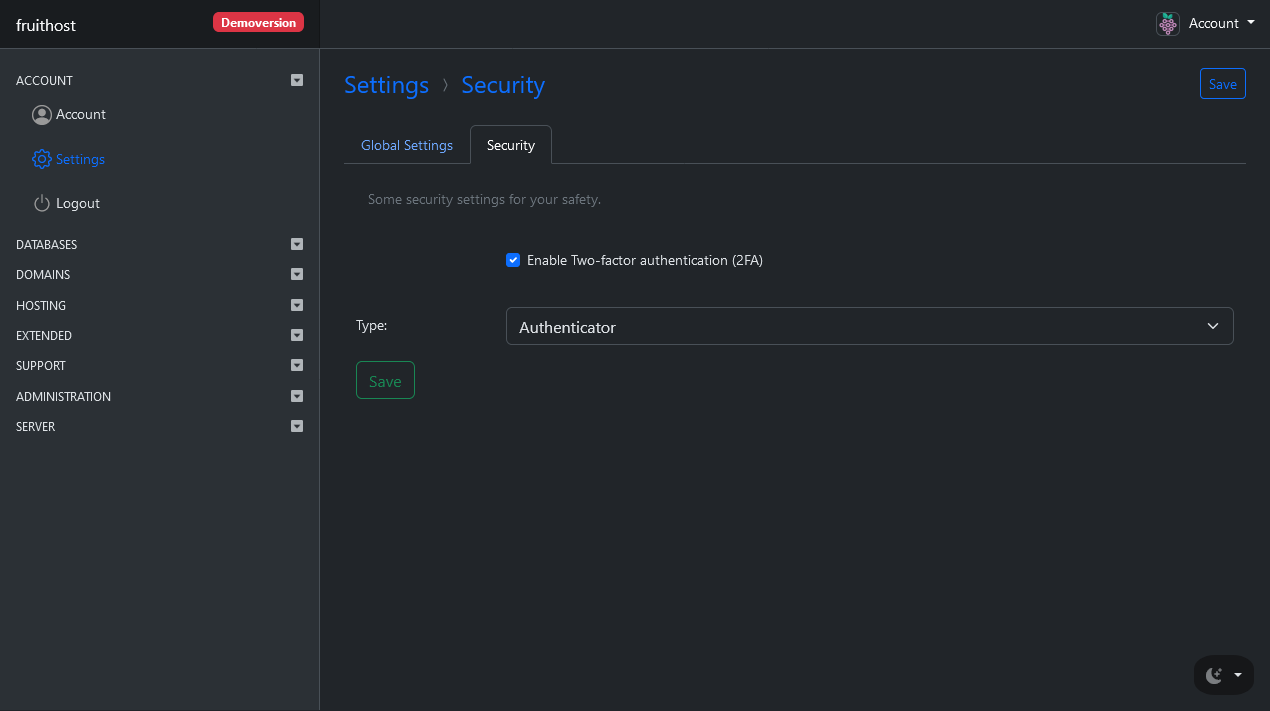 fruithost
Demoversion
Account
ACCOUNT
Account
Settings
Logout
DATABASES
DOMAINS
HOSTING
EXTENDED
SUPPORT
ADMINISTRATION
SERVER
Settings › Security
Save
Global Settings
Security
Some security settings for your safety.
Enable Two-factor authentication (2FA)
Type:
Authenticator
Save